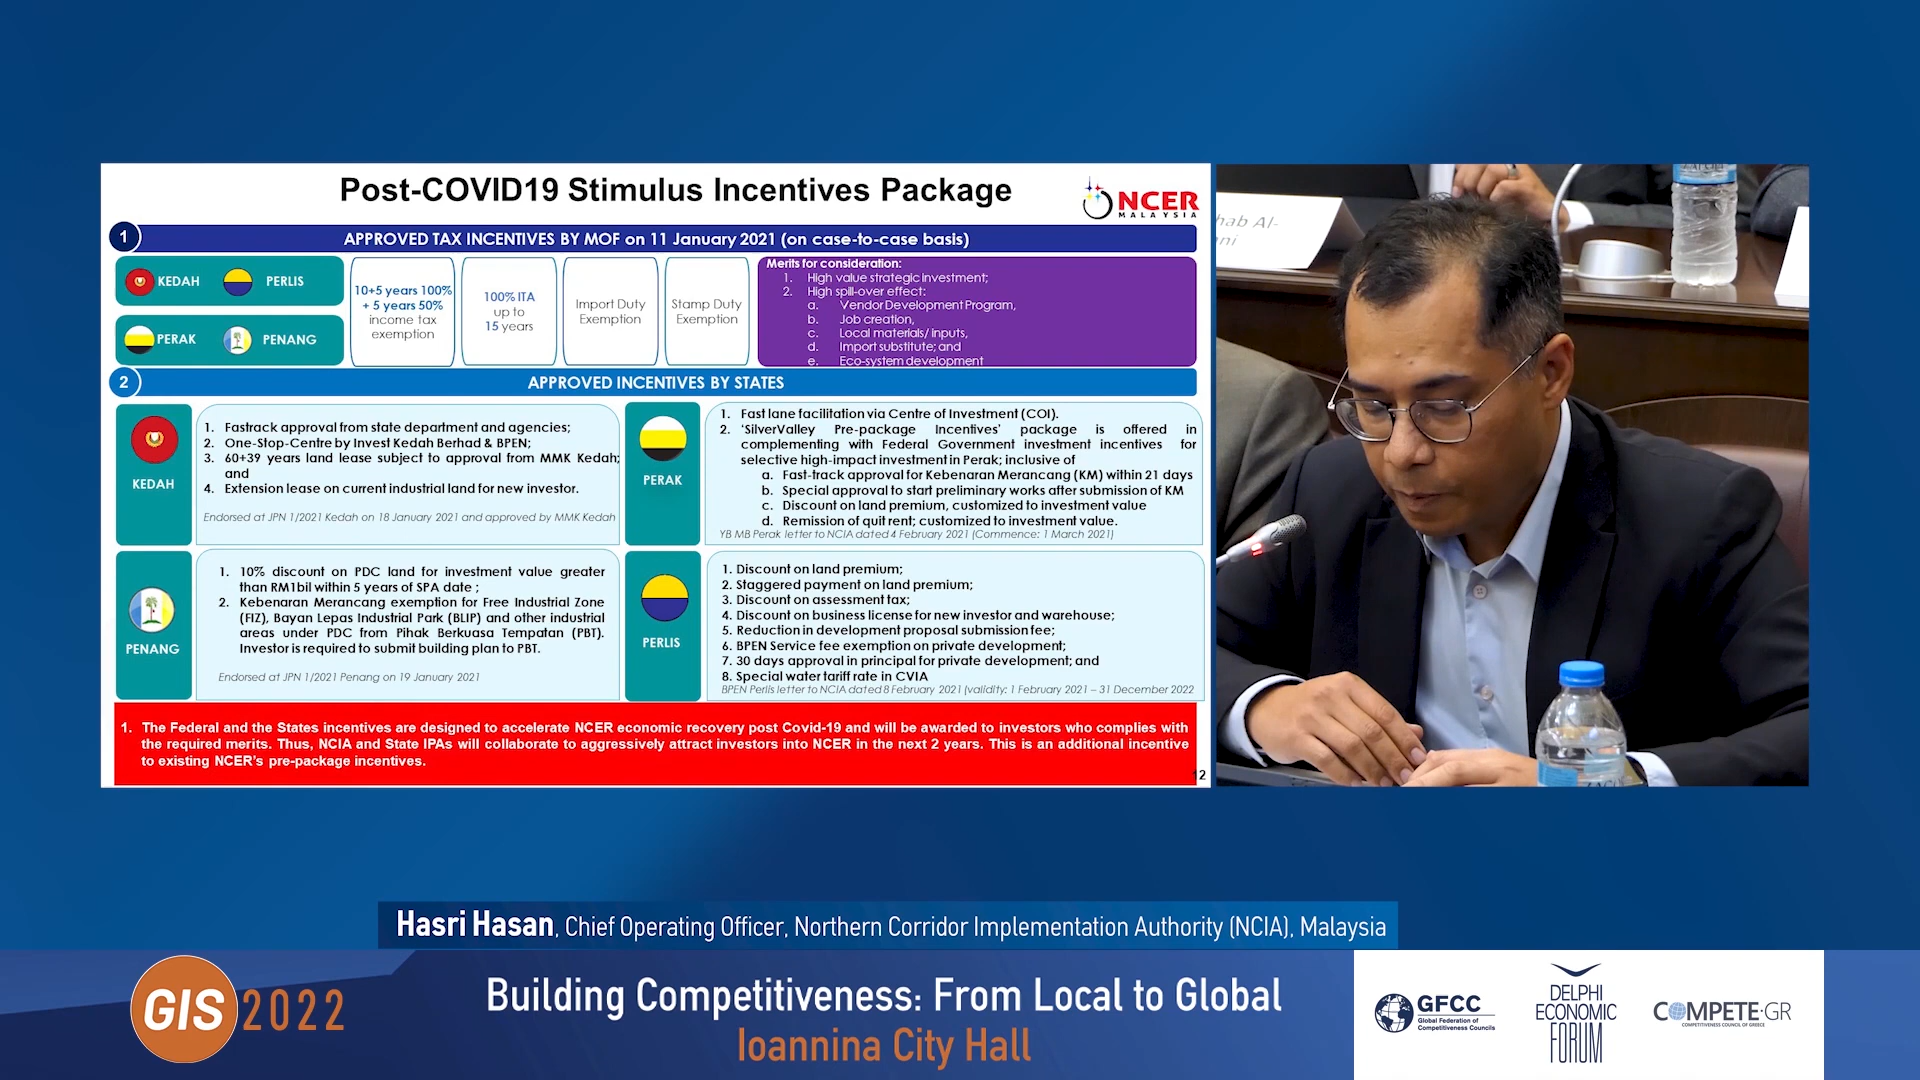 Post-COVID19 Stimulus Incentives Package
NCER
MALAYSIA
1
APPROVED TAX INCENTIVES BY MOF on 11 January 2021 (on case-to-case basis)
KEDAH
PERLIS
PERAK
PENANG
10+5 years 100%
+ 5 years 50%
income tax
exemption
100% ITA
up to
15 years
Import Duty
Exemption
Stamp Duty
Exemption
Merits for consideration:
1. High value strategic investment;
2. High spill-over effect:
a. Vendor Development Program,
b. Job creation,
c. Local materials/ inputs,
d. Import substitute; and
e. Eco-system development
2
APPROVED INCENTIVES BY STATES
KEDAH
1. Fastrack approval from state department and agencies;
2. One-Stop-Centre by Invest Kedah Berhad & BPEN;
3. 60+39 years land lease subject to approval from MMK Kedah;
and
4. Extension lease on current industrial land for new investor.
Endorsed at JPN 1/2021 Kedah on 18 January 2021 and approved by MMK Kedah
PERAK
1. Fast lane facilitation via Centre of Investment (COI).
2. 'SilverValley Pre-package Incentives' package is offered in
complementing with Federal Government investment incentives for
selective high-impact investment in Perak; inclusive of
a. Fast-track approval for Kebenaran Merancang (KM) within 21 days
b. Special approval to start preliminary works after submission of KM
c. Discount on land premium, customized to investment value
d. Remission of quit rent; customized to investment value.
YB MB Perak letter to NCIA dated 4 February 2021 (Commence: 1 March 2021)
PENANG
1. 10% discount on PDC land for investment value greater
than RM1bil within 5 years of SPA date ;
2. Kebenaran Merancang exemption for Free Industrial Zone
(FIZ), Bayan Lepas Industrial Park (BLIP) and other industrial
areas under PDC from Pihak Berkuasa Tempatan (PBT).
Investor is required to submit building plan to PBT.
Endorsed at JPN 1/2021 Penang on 19 January 2021
PERLIS
1. Discount on land premium;
2. Staggered payment on land premium;
3. Discount on assessment tax;
4. Discount on business license for new investor and warehouse;
5. Reduction in development proposal submission fee;
6. BPEN Service fee exemption on private development;
7. 30 days approval in principal for private development; and
8. Special water tariff rate in CVIA
BPEN Perlis letter to NCIA dated 8 February 2021 (validity: 1 February 2021 – 31 December 2022
1. The Federal and the States incentives are designed to accelerate NCER economic recovery post Covid-19 and will be awarded to investors who complies with
the required merits. Thus, NCIA and State IPAs will collaborate to aggressively attract investors into NCER in the next 2 years. This is an additional incentive
to existing NCER's pre-package incentives.
12
hab Al-
ni
Hasri Hasan, Chief Operating Officer, Northern Corridor Implementation Authority (NCIA), Malaysia
GIS 2022
Building Competitiveness: From Local to Global
Ioannina City Hall
GFCC
Global Federation of
Competitiveness Councils
DELPHI
ECONOMIC
FORUM
COMPETE·GR
COMPETITIVENESS COUNCIL OF GREECE